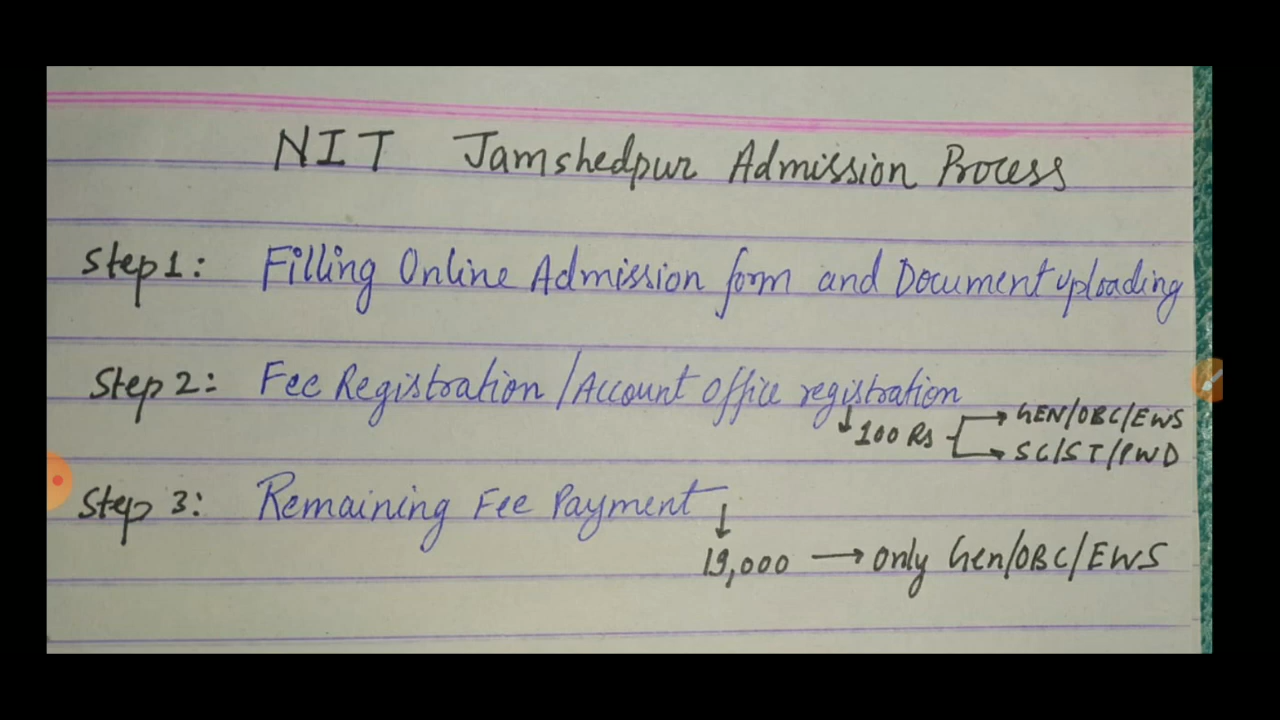 NIT Jamshedpur Admission Process
Step 1: Filling Online Admission form and Document uploading
Step 2: Fee Registration / Account Office registration
↓ 100 Rs → GEN/OBC/EWS
→ SC/ST/PWD
Step 3: Remaining Fee Payment
↓
19,000 → only Gen/OBC/EWS